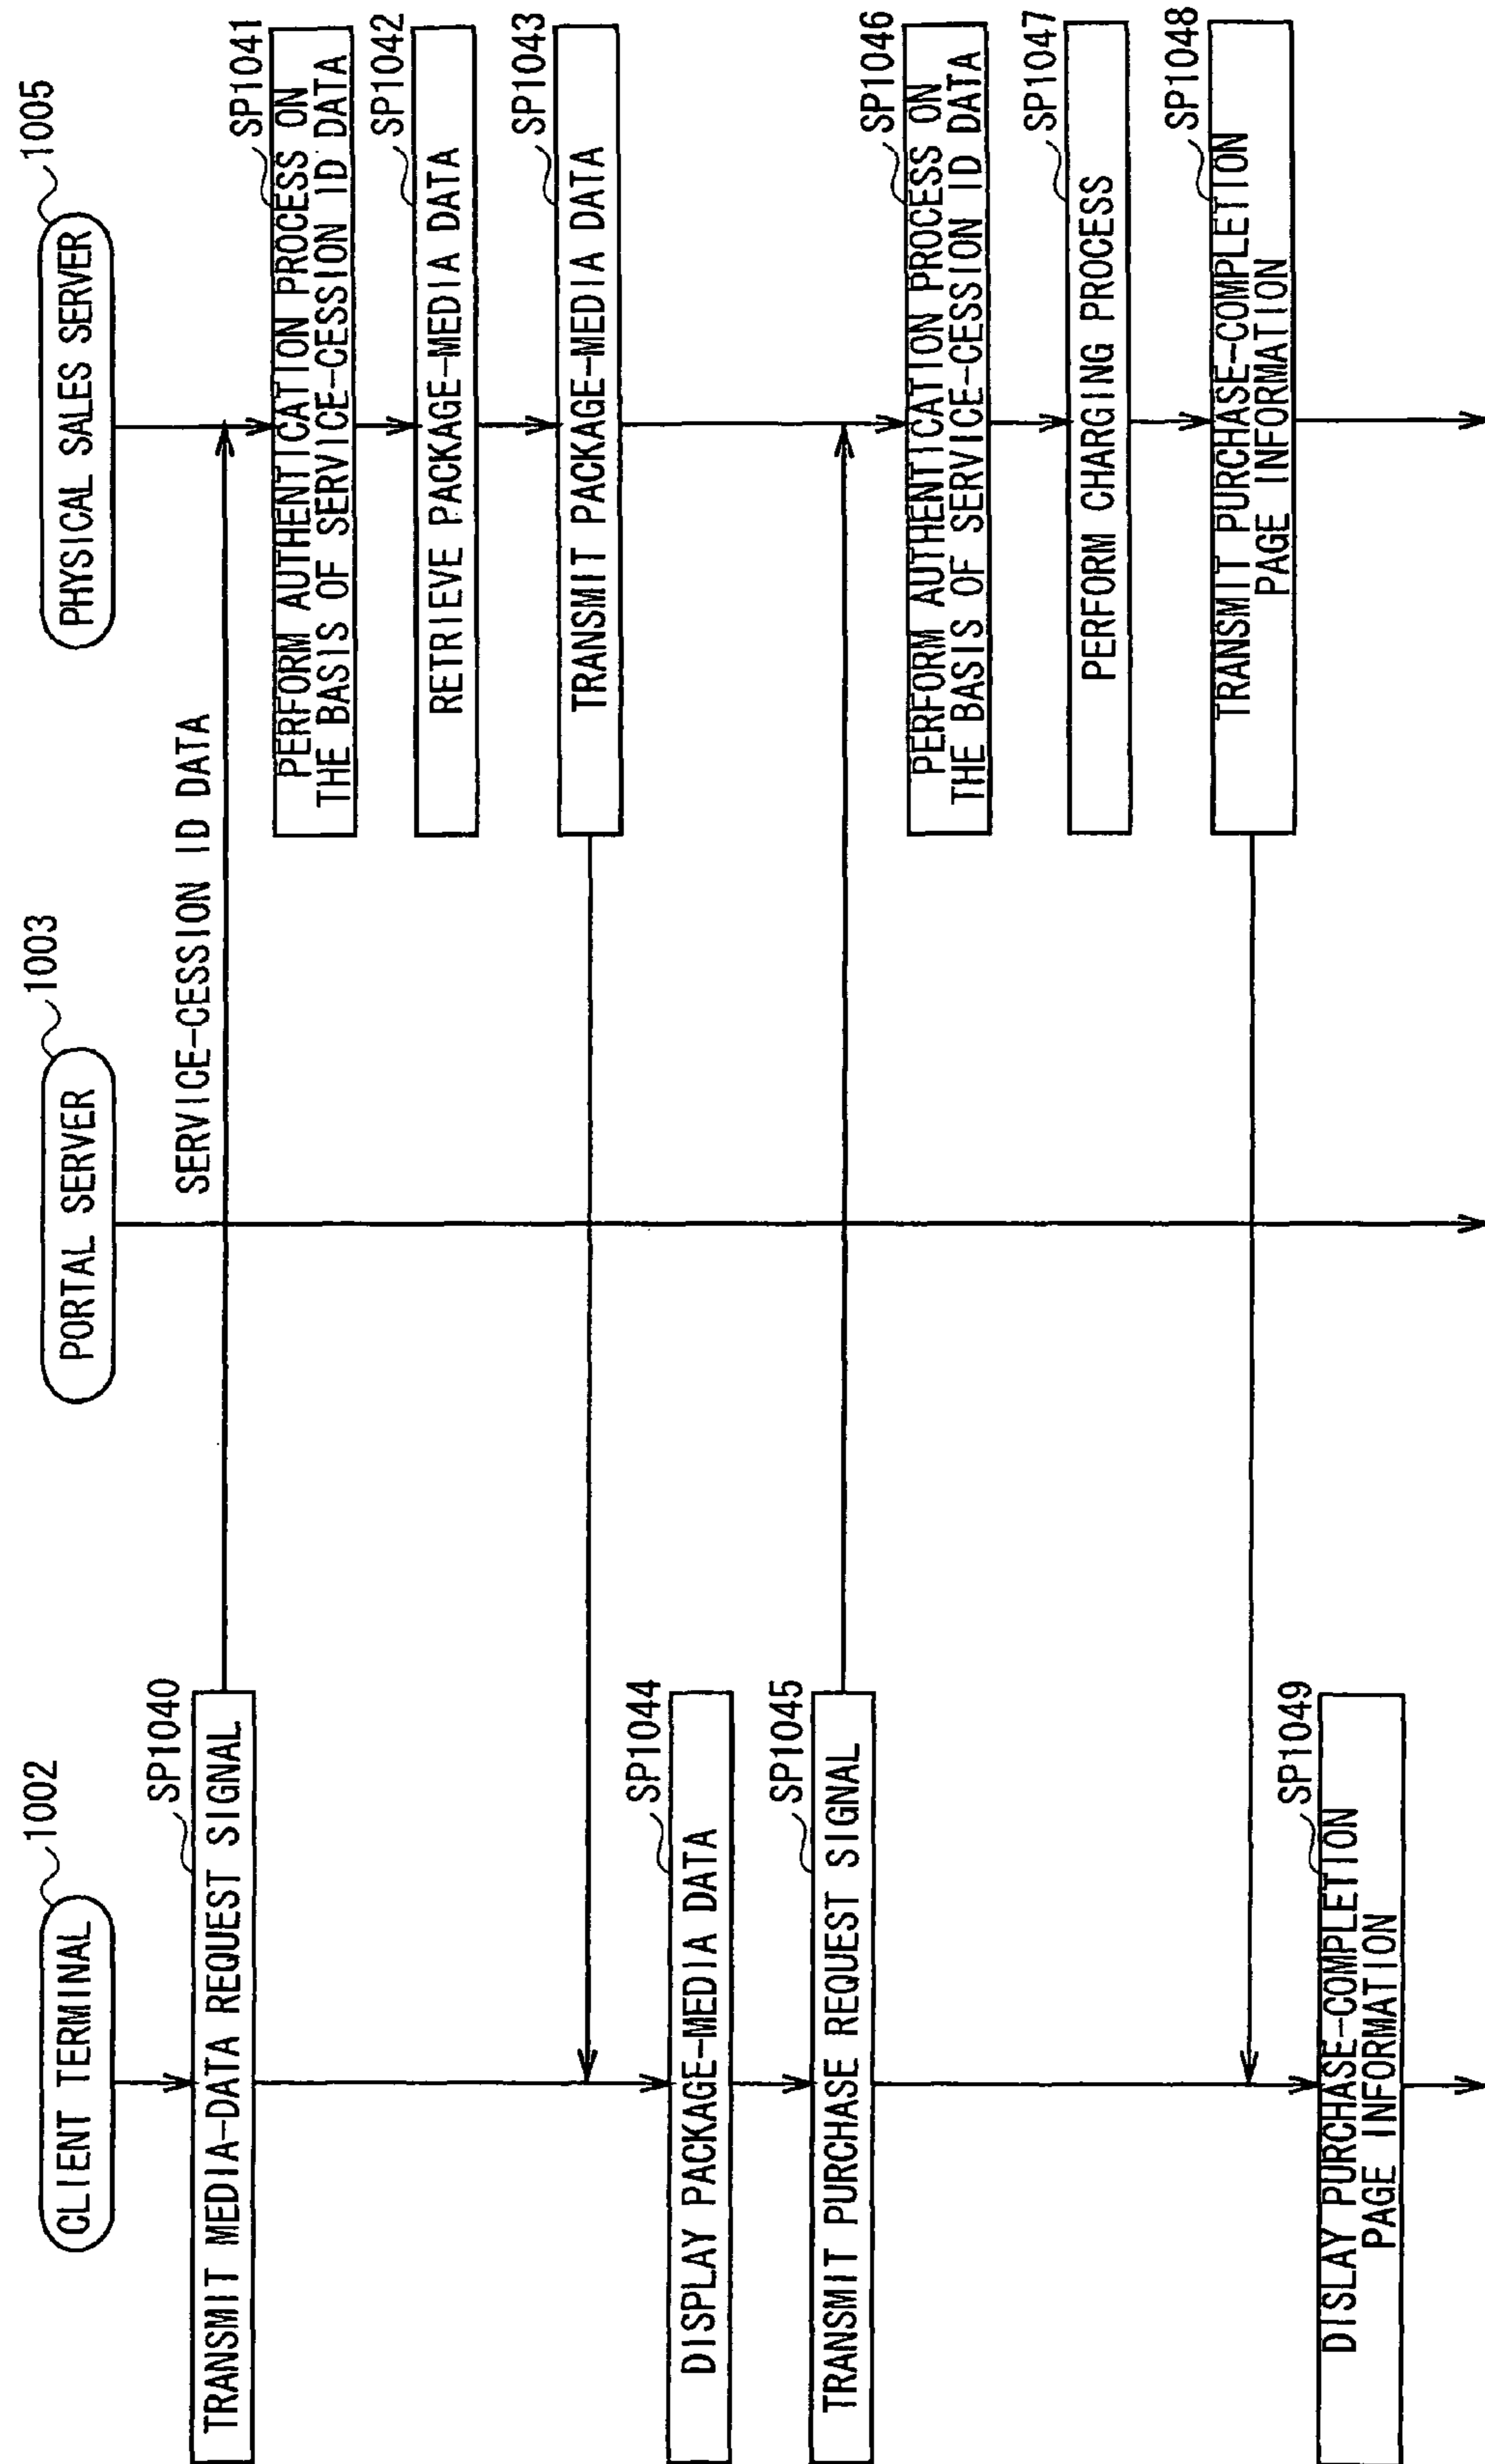 CLIENT TERMINAL
1002
PORTAL SERVER
1003
PHYSICAL SALES SERVER
1005
SP1040
TRANSMIT MEDIA-DATA REQUEST SIGNAL
SERVICE-CESSION ID DATA
SP1041
PERFORM AUTHENTICATION PROCESS ON
THE BASIS OF SERVICE-CESSION ID DATA
SP1042
RETRIEVE PACKAGE-MEDIA DATA
SP1043
TRANSMIT PACKAGE-MEDIA DATA
SP1044
DISPLAY PACKAGE-MEDIA DATA
SP1045
TRANSMIT PURCHASE REQUEST SIGNAL
SP1046
PERFORM AUTHENTICATION PROCESS ON
THE BASIS OF SERVICE-CESSION ID DATA
SP1047
PERFORM CHARGING PROCESS
SP1048
TRANSMIT PURCHASE-COMPLETION
PAGE INFORMATION
SP1049
DISLAY PURCHASE-COMPLETION
PAGE INFORMATION